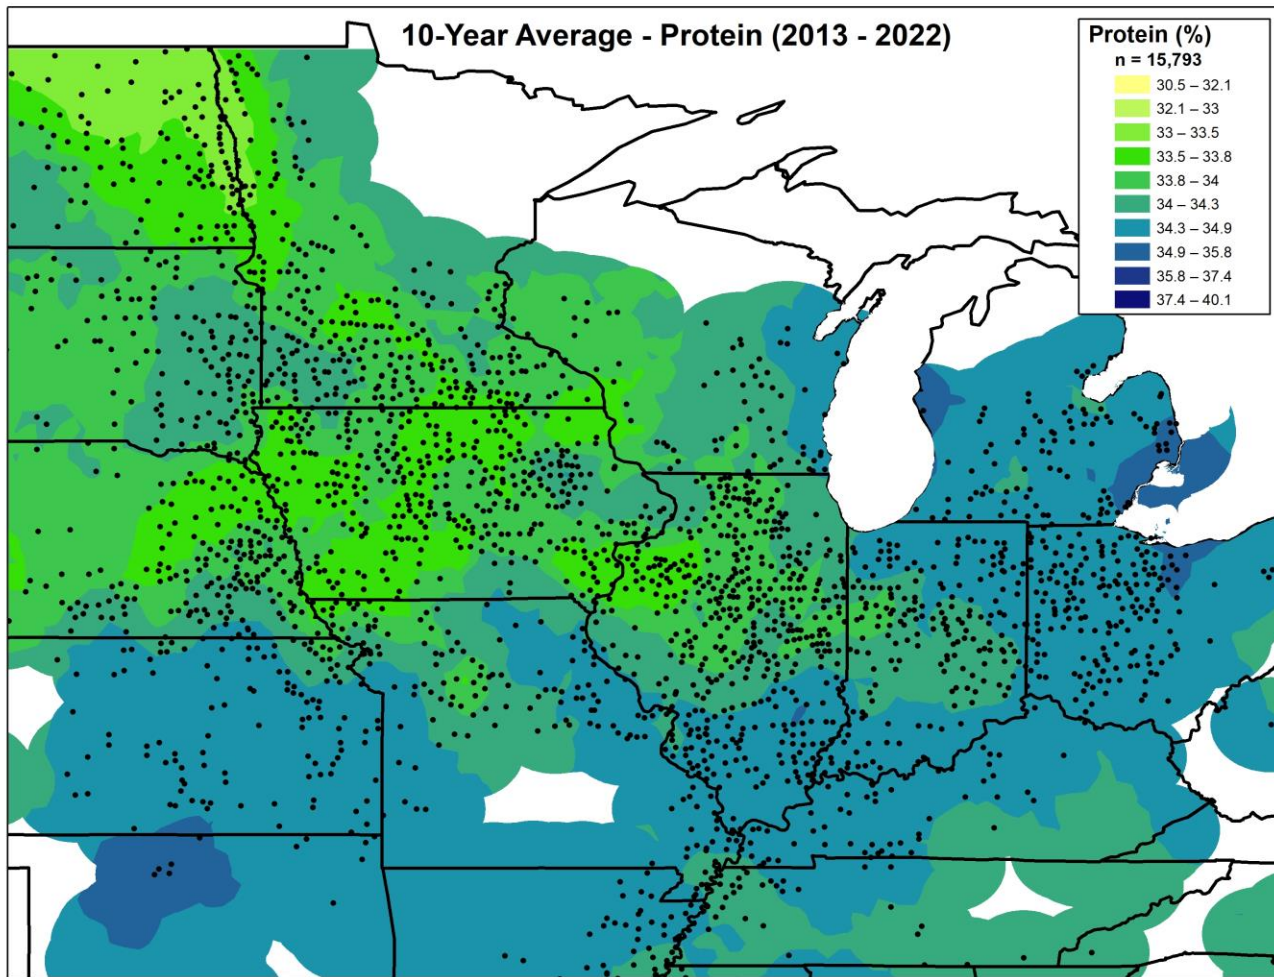 10-Year Average - Protein (2013 - 2022)
Protein (%)
n = 15,793
30.5 – 32.1
32.1 – 33
33 – 33.5
33.5 – 33.8
33.8 – 34
34 – 34.3
34.3 – 34.9
34.9 – 35.8
35.8 – 37.4
37.4 – 40.1